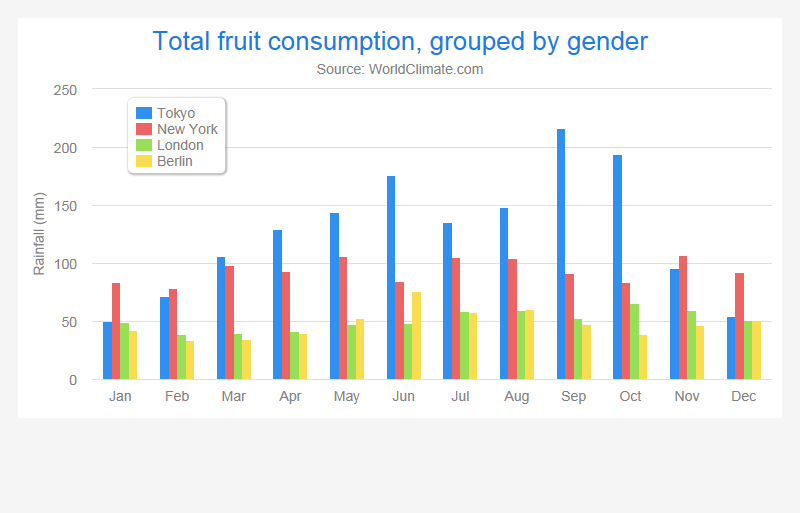 Total fruit consumption, grouped by gender
Source: WorldClimate.com
250
200
150
100
50
0
Rainfall (mm)
Tokyo
New York
London
Berlin
Jan Feb Mar Apr May Jun Jul Aug Sep Oct Nov Dec